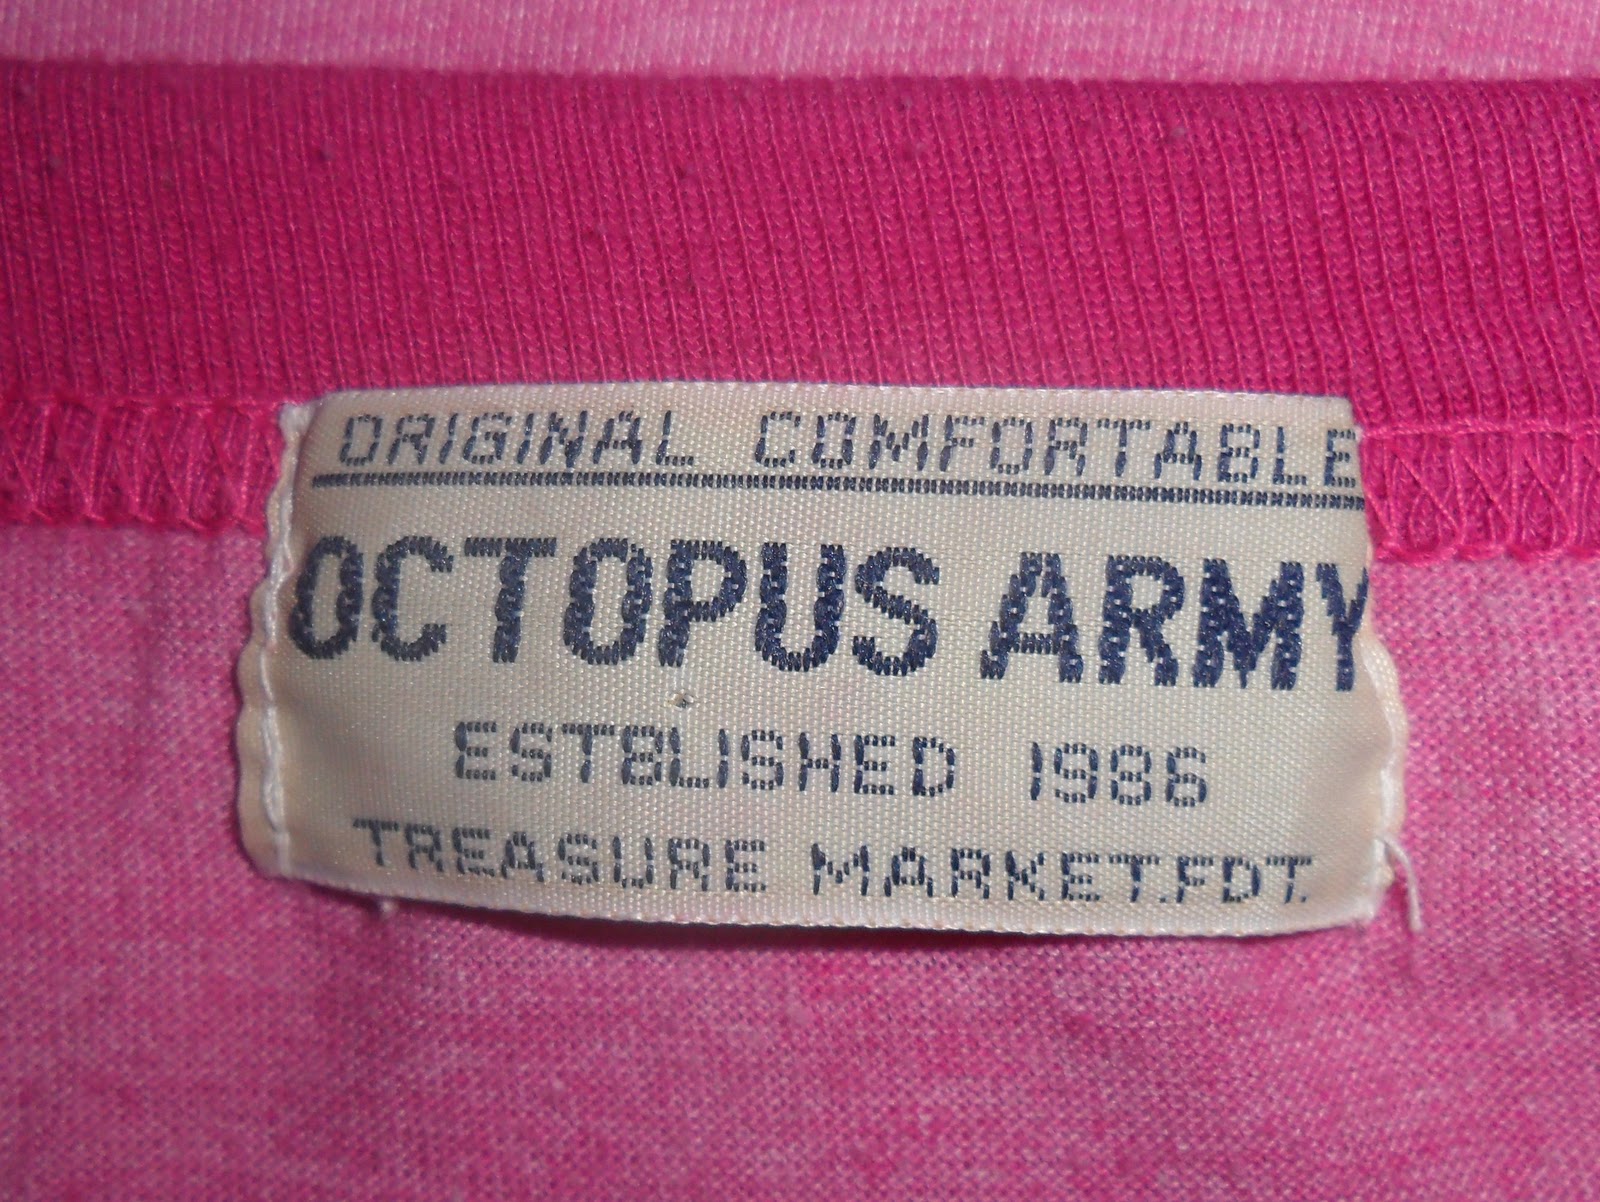 ORIGINAL COMFORTABLE
OCTOPUS ARMY
ESTBLISHED 1986
TREASURE MARKET.FDT.